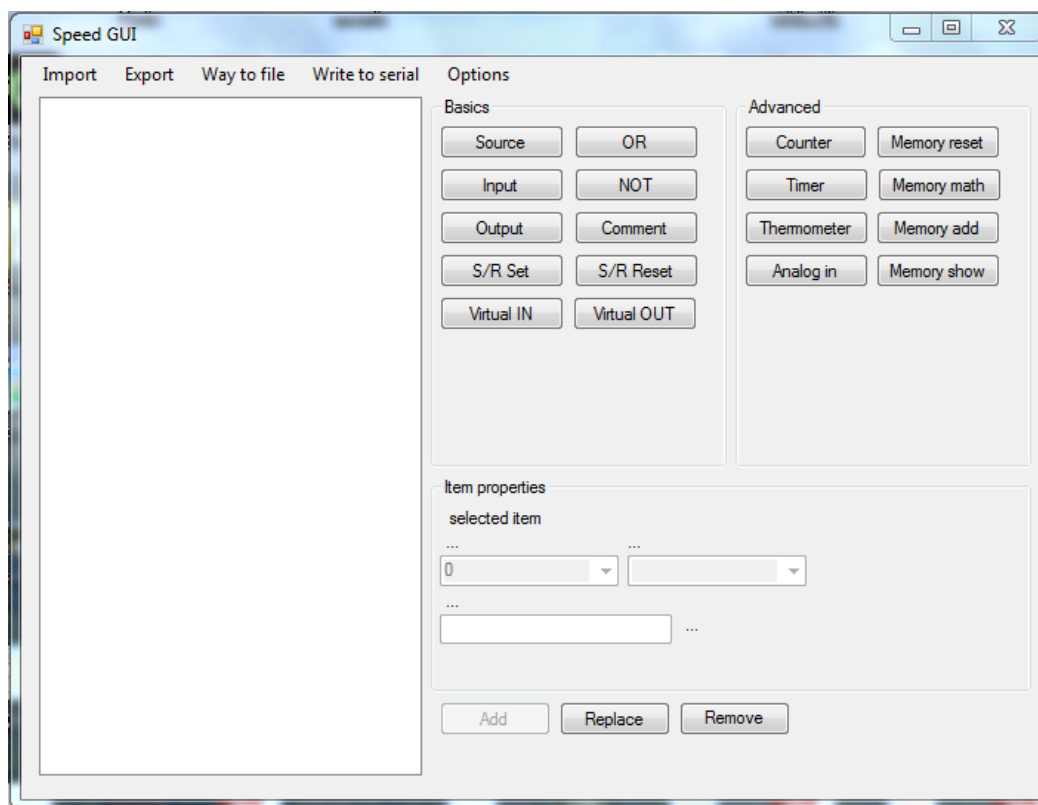 Speed GUI
Import Export Way to file Write to serial Options
Basics
Source OR
Input NOT
Output Comment
S/R Set S/R Reset
Virtual IN Virtual OUT
Advanced
Counter Memory reset
Timer Memory math
Thermometer Memory add
Analog in Memory show
Item properties
selected item
... ...
0
...
...
Add Replace Remove